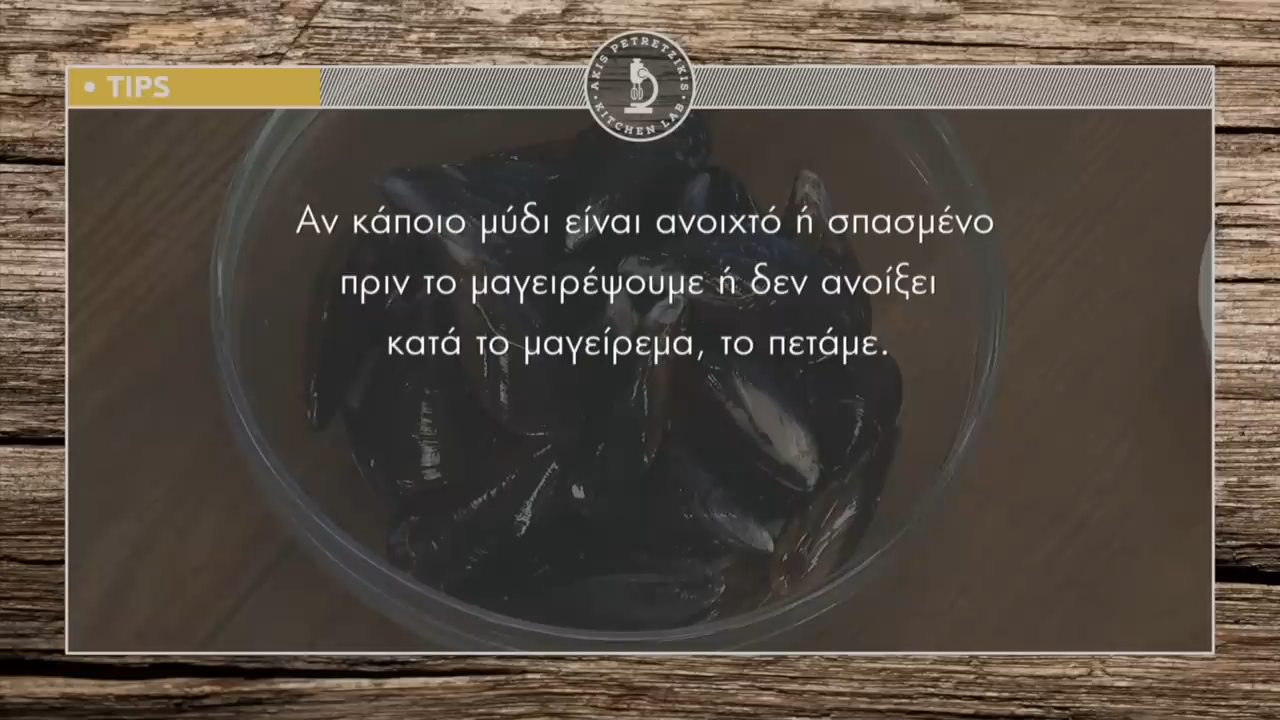 • TIPS
AKIS PETRETZIKIS
• KITCHEN LAB •
Αν κάποιο μύδι είναι ανοιχτό ή σπασμένο
πριν το μαγειρέψουμε ή δεν ανοίξει
κατά το μαγείρεμα, το πετάμε.